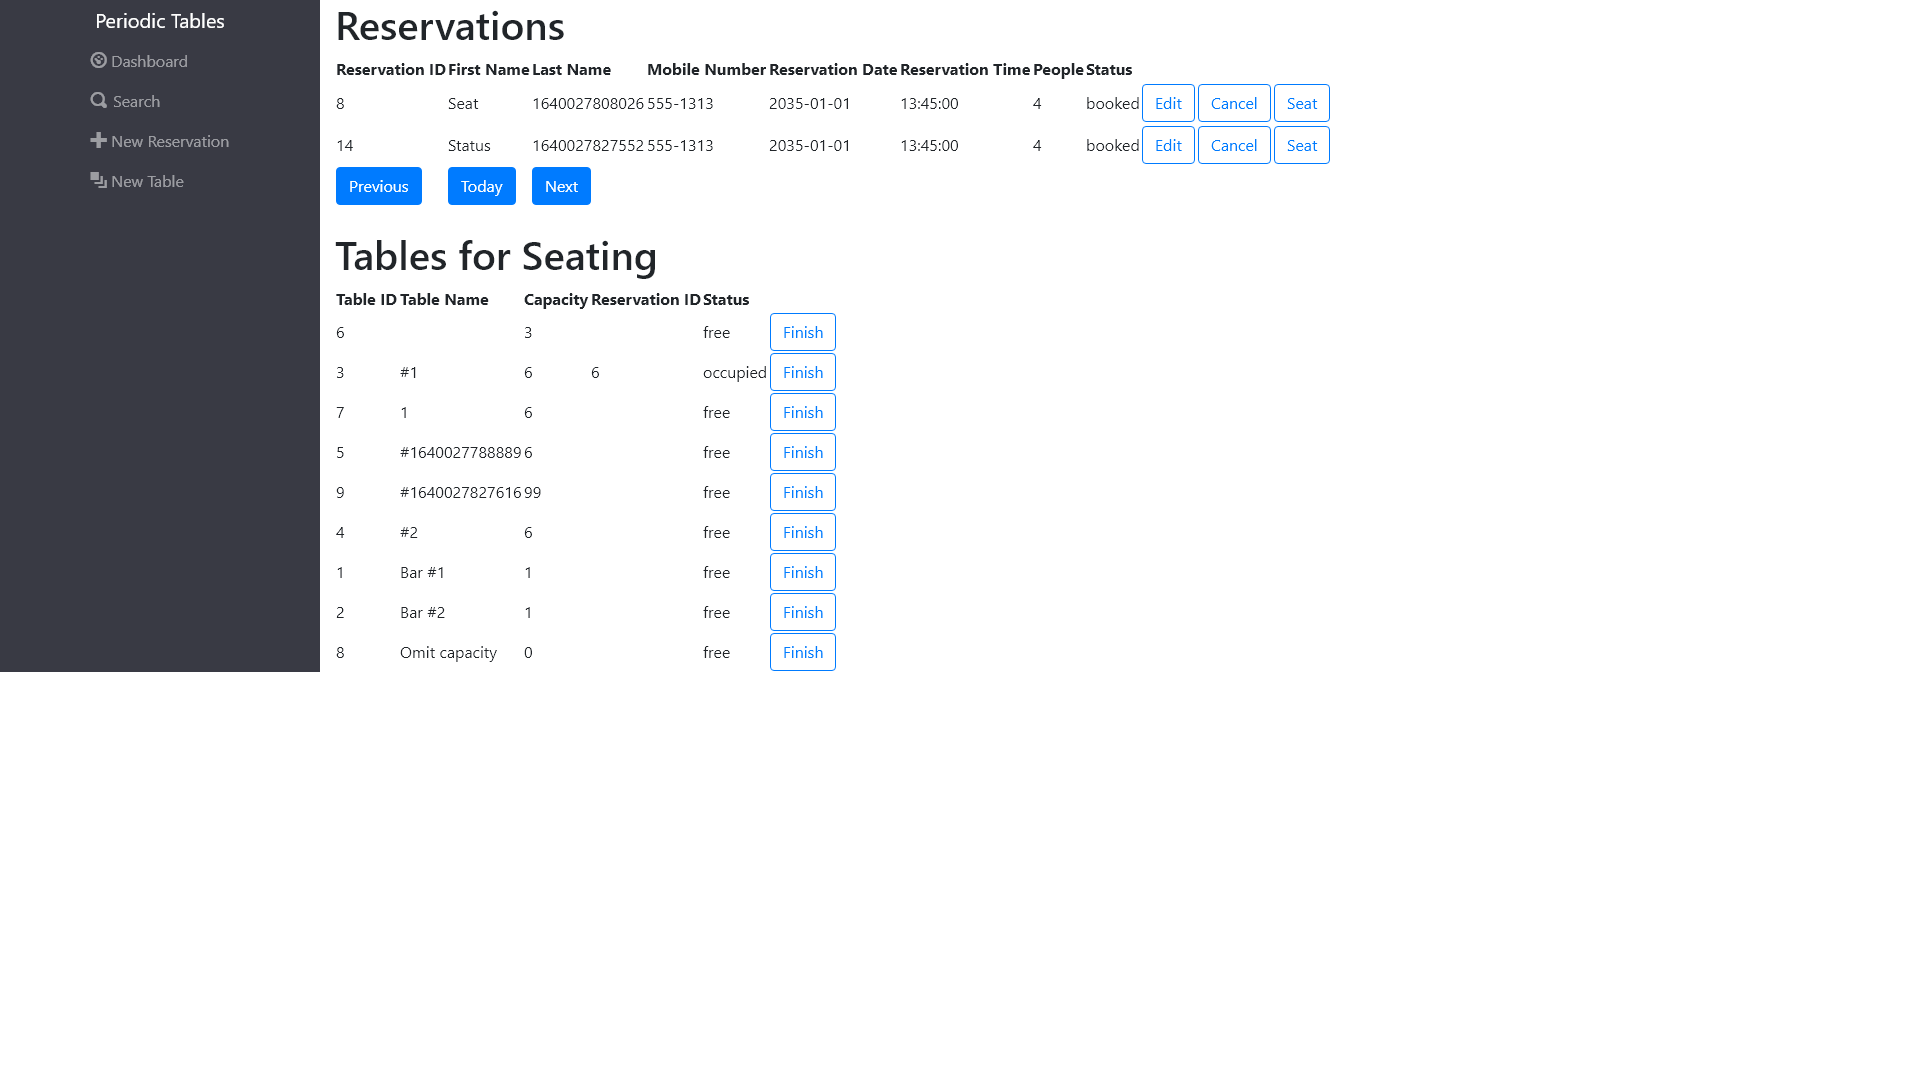 Periodic Tables
Dashboard
Search
New Reservation
New Table
Reservations
Reservation ID First Name Last Name Mobile Number Reservation Date Reservation Time People Status
8 Seat 1640027808026 555-1313 2035-01-01 13:45:00 4 booked Edit Cancel Seat
14 Status 1640027827552 555-1313 2035-01-01 13:45:00 4 booked Edit Cancel Seat
Previous Today Next
Tables for Seating
Table ID Table Name Capacity Reservation ID Status
6 3 free Finish
3 #1 6 6 occupied Finish
7 1 6 free Finish
5 #1640027788889 6 free Finish
9 #1640027827616 99 free Finish
4 #2 6 free Finish
1 Bar #1 1 free Finish
2 Bar #2 1 free Finish
8 Omit capacity 0 free Finish